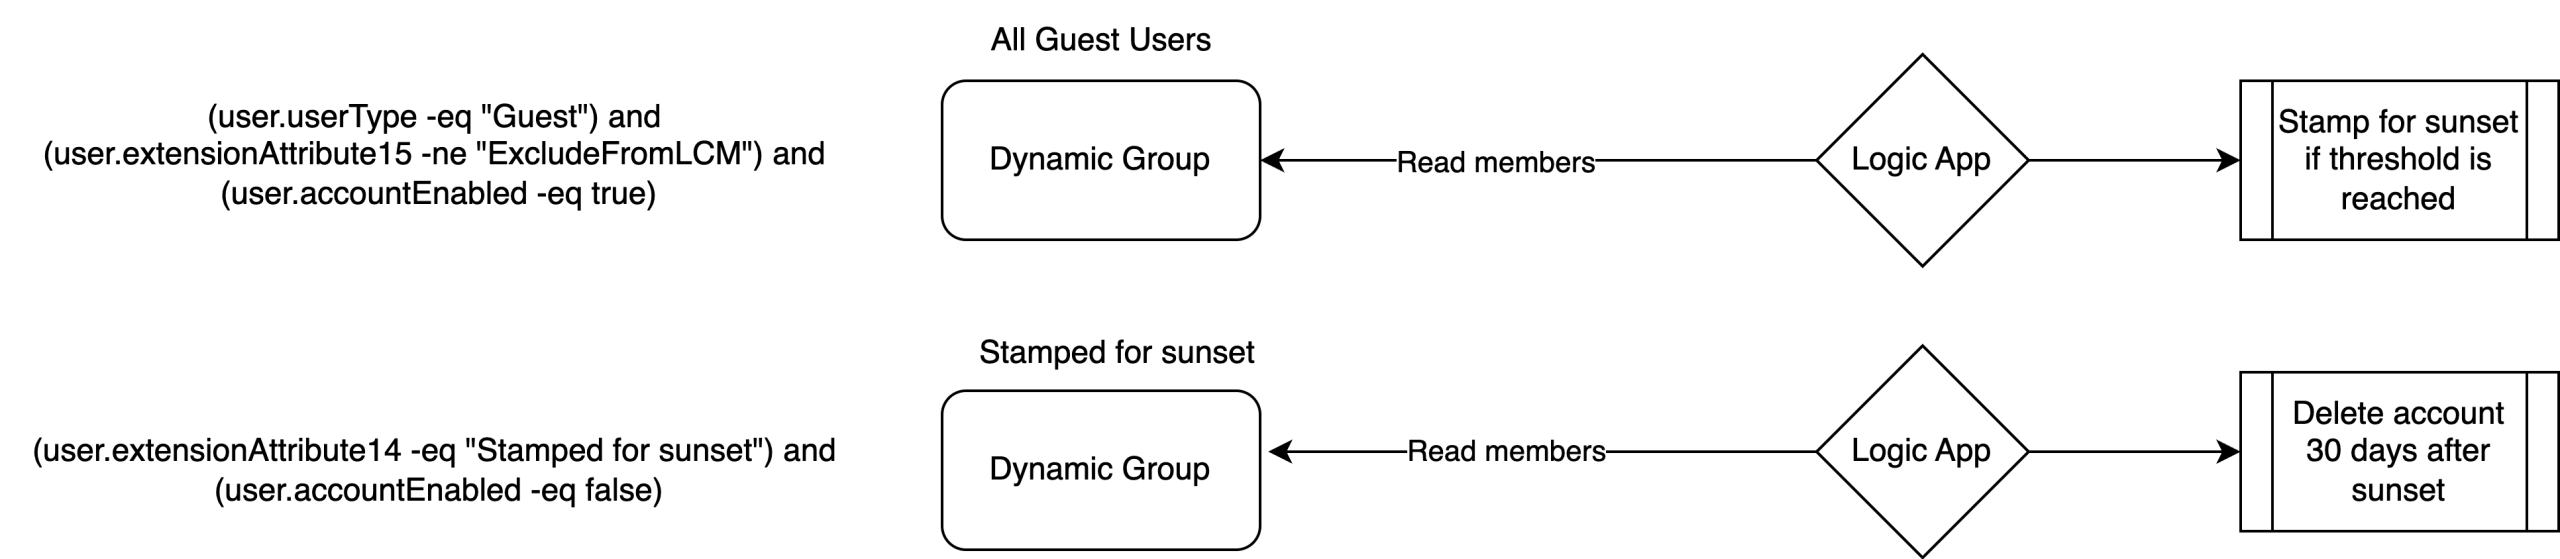 All Guest Users
(user.userType -eq "Guest") and
(user.extensionAttribute15 -ne "ExcludeFromLCM") and
(user.accountEnabled -eq true)
Dynamic Group
Read members
Logic App
Stamp for sunset
if threshold is
reached
Stamped for sunset
(user.extensionAttribute14 -eq "Stamped for sunset") and
(user.accountEnabled -eq false)
Dynamic Group
Read members
Logic App
Delete account
30 days after
sunset